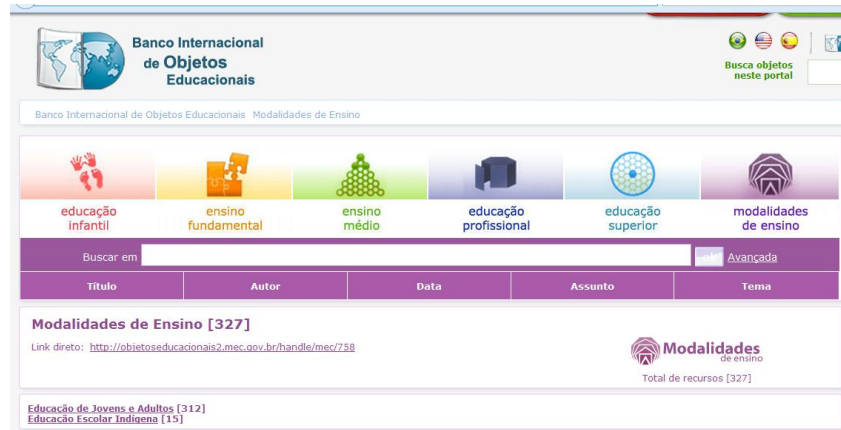 Banco Internacional
de Objetos
Educacionais
Busca objetos
neste portal
Banco Internacional de Objetos Educacionais Modalidades de Ensino
educação
infantil
ensino
fundamental
ensino
médio
educação
profissional
educação
superior
modalidades
de ensino
Buscar em
ok Avançada
Título Autor Data Assunto Tema
Modalidades de Ensino [327]
Link direto: http://objetoseducacionais2.mec.gov.br/handle/mec/758
Modalidades
de ensino
Total de recursos [327]
Educação de Jovens e Adultos [312]
Educação Escolar Indígena [15]